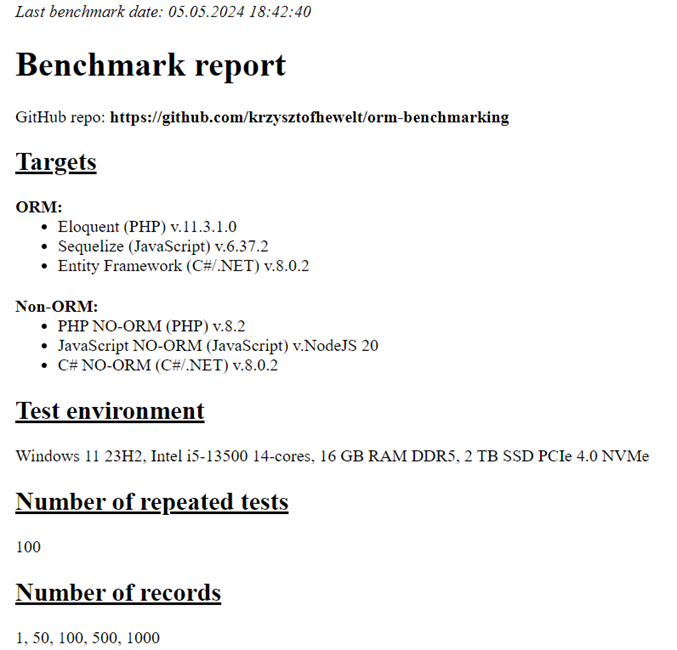 Last benchmark date: 05.05.2024 18:42:40
Benchmark report
GitHub repo: https://github.com/krzysztofhewelt/orm-benchmarking
Targets
ORM:
• Eloquent (PHP) v.11.3.1.0
• Sequelize (JavaScript) v.6.37.2
• Entity Framework (C#/.NET) v.8.0.2
Non-ORM:
• PHP NO-ORM (PHP) v.8.2
• JavaScript NO-ORM (JavaScript) v.NodeJS 20
• C# NO-ORM (C#/.NET) v.8.0.2
Test environment
Windows 11 23H2, Intel i5-13500 14-cores, 16 GB RAM DDR5, 2 TB SSD PCIe 4.0 NVMe
Number of repeated tests
100
Number of records
1, 50, 100, 500, 1000